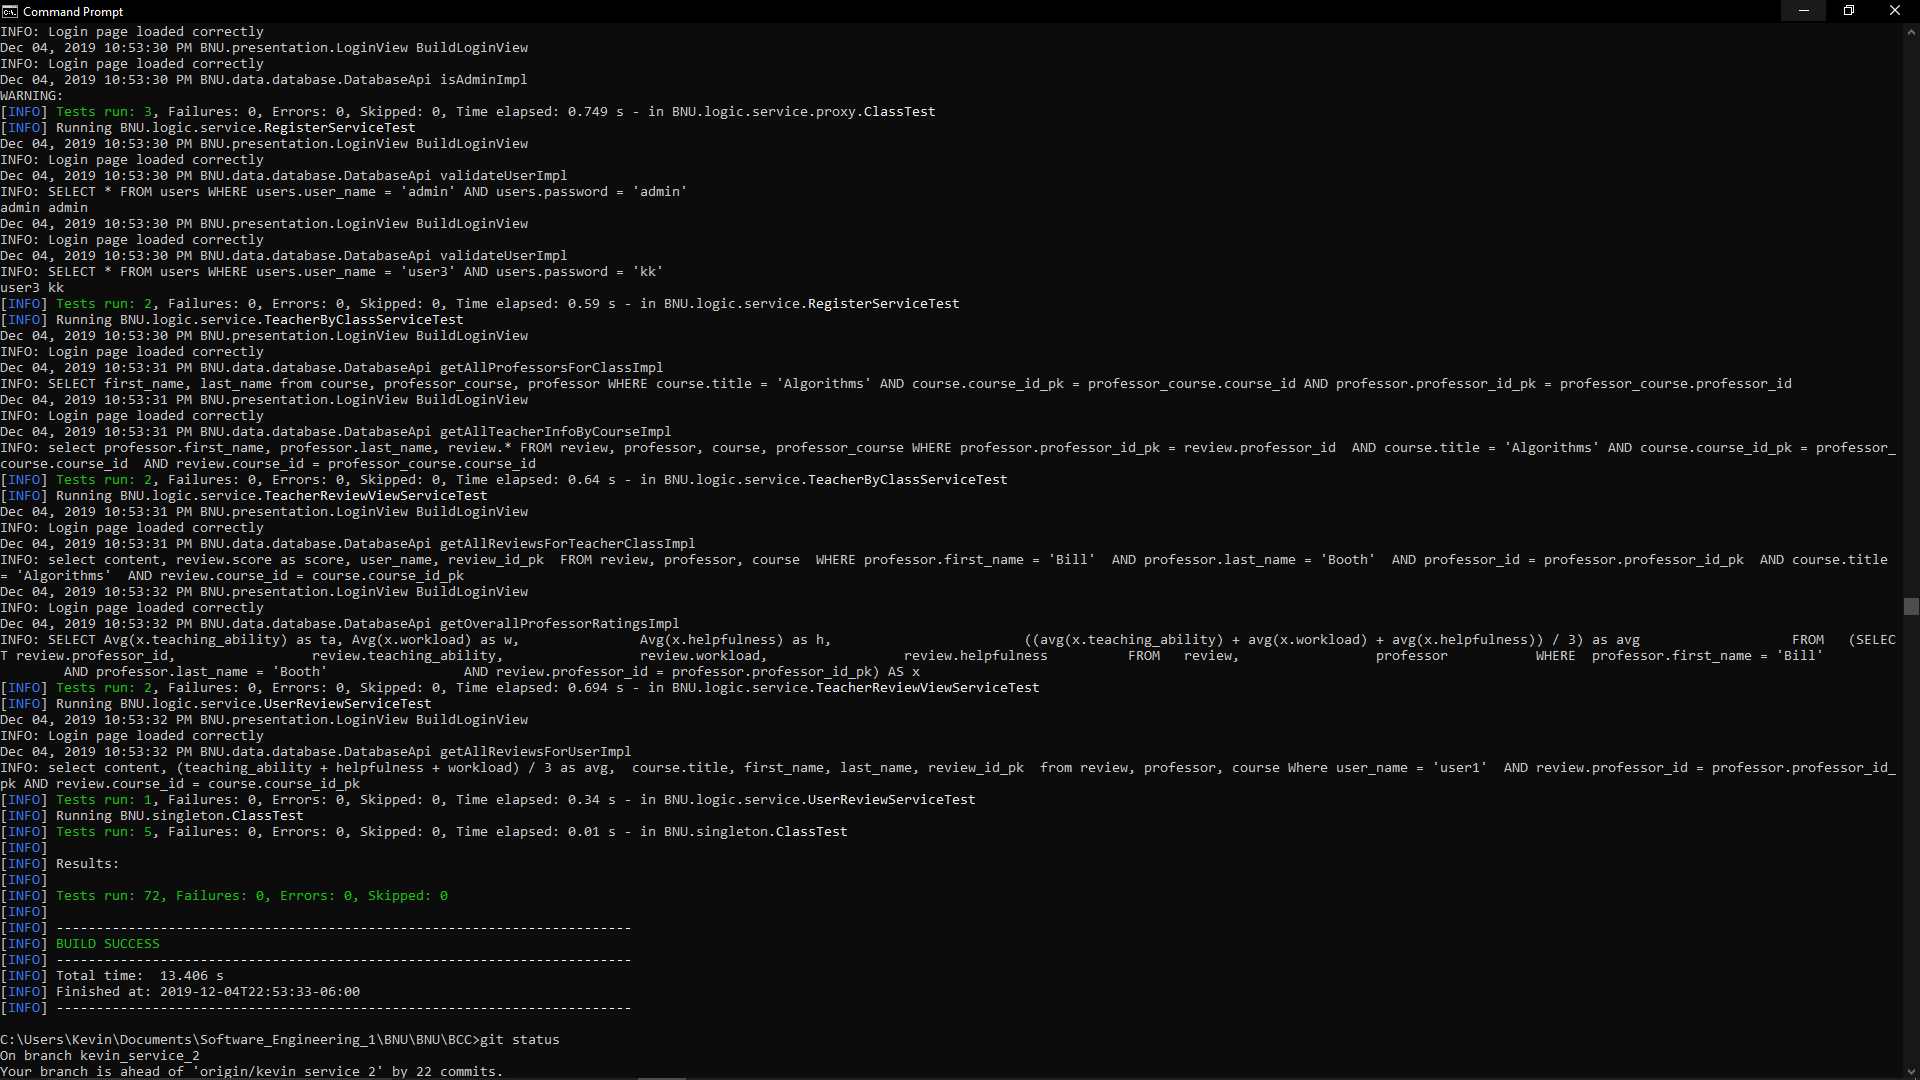 Command Prompt
INFO: Login page loaded correctly
Dec 04, 2019 10:53:30 PM BNU.presentation.LoginView BuildLoginView
INFO: Login page loaded correctly
Dec 04, 2019 10:53:30 PM BNU.data.database.DatabaseApi isAdminImpl
WARNING:
[INFO] Tests run: 3, Failures: 0, Errors: 0, Skipped: 0, Time elapsed: 0.749 s - in BNU.logic.service.proxy.ClassTest
[INFO] Running BNU.logic.service.RegisterServiceTest
Dec 04, 2019 10:53:30 PM BNU.presentation.LoginView BuildLoginView
INFO: Login page loaded correctly
Dec 04, 2019 10:53:30 PM BNU.data.database.DatabaseApi validateUserImpl
INFO: SELECT * FROM users WHERE users.user_name = 'admin' AND users.password = 'admin'
admin admin
Dec 04, 2019 10:53:30 PM BNU.presentation.LoginView BuildLoginView
INFO: Login page loaded correctly
Dec 04, 2019 10:53:30 PM BNU.data.database.DatabaseApi validateUserImpl
INFO: SELECT * FROM users WHERE users.user_name = 'user3' AND users.password = 'kk'
user3 kk
[INFO] Tests run: 2, Failures: 0, Errors: 0, Skipped: 0, Time elapsed: 0.59 s - in BNU.logic.service.RegisterServiceTest
[INFO] Running BNU.logic.service.TeacherByClassServiceTest
Dec 04, 2019 10:53:30 PM BNU.presentation.LoginView BuildLoginView
INFO: Login page loaded correctly
Dec 04, 2019 10:53:31 PM BNU.data.database.DatabaseApi getAllProfessorsForClassImpl
INFO: SELECT first_name, last_name from course, professor_course, professor WHERE course.title = 'Algorithms' AND course.course_id_pk = professor_course.course_id AND professor.professor_id_pk = professor_course.professor_id
Dec 04, 2019 10:53:31 PM BNU.presentation.LoginView BuildLoginView
INFO: Login page loaded correctly
Dec 04, 2019 10:53:31 PM BNU.data.database.DatabaseApi getAllTeacherInfoByCourseImpl
INFO: select professor.first_name, professor.last_name, review.* FROM review, professor, course, professor_course WHERE professor.professor_id_pk = review.professor_id  AND course.title = 'Algorithms' AND course.course_id_pk = professor_
course.course_id  AND review.course_id = professor_course.course_id
[INFO] Tests run: 2, Failures: 0, Errors: 0, Skipped: 0, Time elapsed: 0.64 s - in BNU.logic.service.TeacherByClassServiceTest
[INFO] Running BNU.logic.service.TeacherReviewViewServiceTest
Dec 04, 2019 10:53:31 PM BNU.presentation.LoginView BuildLoginView
INFO: Login page loaded correctly
Dec 04, 2019 10:53:31 PM BNU.data.database.DatabaseApi getAllReviewsForTeacherClassImpl
INFO: select content, review.score as score, user_name, review_id_pk  FROM review, professor, course  WHERE professor.first_name = 'Bill'  AND professor.last_name = 'Booth'  AND professor_id = professor.professor_id_pk  AND course.title
= 'Algorithms'  AND review.course_id = course.course_id_pk
Dec 04, 2019 10:53:32 PM BNU.presentation.LoginView BuildLoginView
INFO: Login page loaded correctly
Dec 04, 2019 10:53:32 PM BNU.data.database.DatabaseApi getOverallProfessorRatingsImpl
INFO: SELECT Avg(x.teaching_ability) as ta, Avg(x.workload) as w,               Avg(x.helpfulness) as h,                        ((avg(x.teaching_ability) + avg(x.workload) + avg(x.helpfulness)) / 3) as avg                   FROM   (SELEC
T review.professor_id,                 review.teaching_ability,                 review.workload,                 review.helpfulness          FROM   review,                 professor           WHERE  professor.first_name = 'Bill'
        AND professor.last_name = 'Booth'                 AND review.professor_id = professor.professor_id_pk) AS x
[INFO] Tests run: 2, Failures: 0, Errors: 0, Skipped: 0, Time elapsed: 0.694 s - in BNU.logic.service.TeacherReviewViewServiceTest
[INFO] Running BNU.logic.service.UserReviewServiceTest
Dec 04, 2019 10:53:32 PM BNU.presentation.LoginView BuildLoginView
INFO: Login page loaded correctly
Dec 04, 2019 10:53:32 PM BNU.data.database.DatabaseApi getAllReviewsForUserImpl
INFO: select content, (teaching_ability + helpfulness + workload) / 3 as avg,  course.title, first_name, last_name, review_id_pk  from review, professor, course Where user_name = 'user1'  AND review.professor_id = professor.professor_id_
pk AND review.course_id = course.course_id_pk
[INFO] Tests run: 1, Failures: 0, Errors: 0, Skipped: 0, Time elapsed: 0.34 s - in BNU.logic.service.UserReviewServiceTest
[INFO] Running BNU.singleton.ClassTest
[INFO] Tests run: 5, Failures: 0, Errors: 0, Skipped: 0, Time elapsed: 0.01 s - in BNU.singleton.ClassTest
[INFO]
[INFO] Results:
[INFO]
[INFO] Tests run: 72, Failures: 0, Errors: 0, Skipped: 0
[INFO]
[INFO] ------------------------------------------------------------------------
[INFO] BUILD SUCCESS
[INFO] ------------------------------------------------------------------------
[INFO] Total time:  13.406 s
[INFO] Finished at: 2019-12-04T22:53:33-06:00
[INFO] ------------------------------------------------------------------------
C:\Users\Kevin\Documents\Software_Engineering_1\BNU\BNU\BCC>git status
On branch kevin_service_2
Your branch is ahead of 'origin/kevin_service_2' by 22 commits.